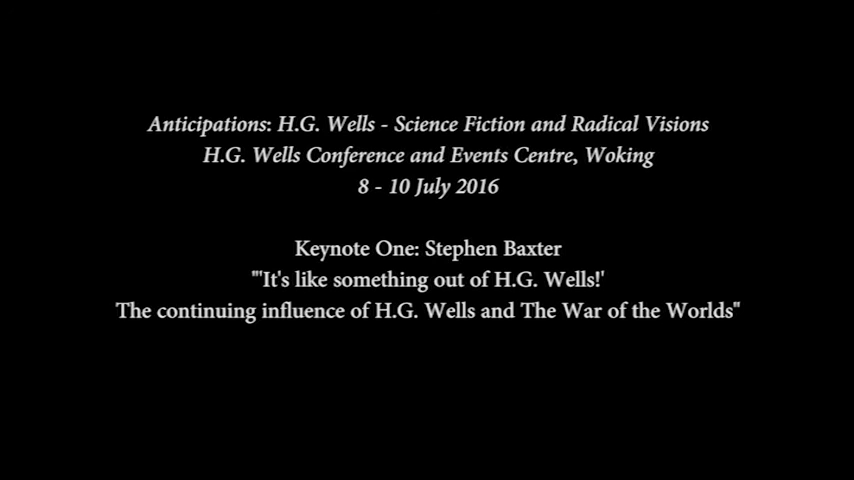 Anticipations: H.G. Wells - Science Fiction and Radical Visions
H.G. Wells Conference and Events Centre, Woking
8 - 10 July 2016
Keynote One: Stephen Baxter
"'It's like something out of H.G. Wells!'
The continuing influence of H.G. Wells and The War of the Worlds"